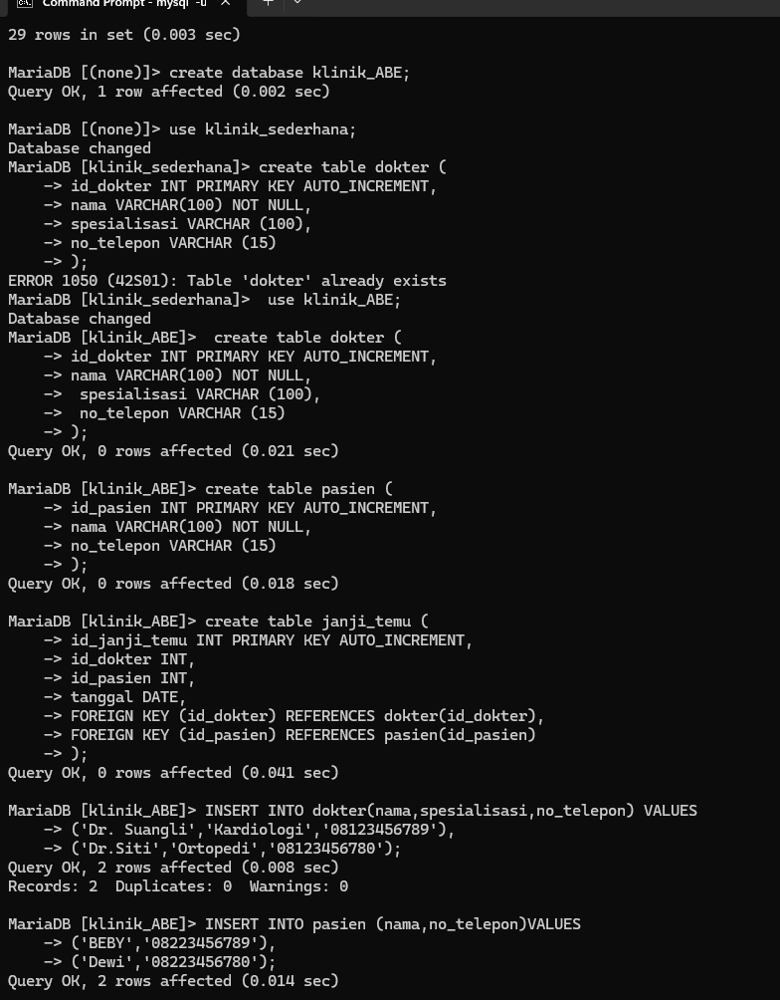 Command Prompt - mysql -u
29 rows in set (0.003 sec)
MariaDB [(none)]> create database klinik_ABE;
Query OK, 1 row affected (0.002 sec)
MariaDB [(none)]> use klinik_sederhana;
Database changed
MariaDB [klinik_sederhana]> create table dokter (
    -> id_dokter INT PRIMARY KEY AUTO_INCREMENT,
    -> nama VARCHAR(100) NOT NULL,
    -> spesialisasi VARCHAR (100),
    -> no_telepon VARCHAR (15)
    -> );
ERROR 1050 (42S01): Table 'dokter' already exists
MariaDB [klinik_sederhana]>  use klinik_ABE;
Database changed
MariaDB [klinik_ABE]>  create table dokter (
    -> id_dokter INT PRIMARY KEY AUTO_INCREMENT,
    -> nama VARCHAR(100) NOT NULL,
    ->  spesialisasi VARCHAR (100),
    ->  no_telepon VARCHAR (15)
    -> );
Query OK, 0 rows affected (0.021 sec)
MariaDB [klinik_ABE]> create table pasien (
    -> id_pasien INT PRIMARY KEY AUTO_INCREMENT,
    -> nama VARCHAR(100) NOT NULL,
    -> no_telepon VARCHAR (15)
    -> );
Query OK, 0 rows affected (0.018 sec)
MariaDB [klinik_ABE]> create table janji_temu (
    -> id_janji_temu INT PRIMARY KEY AUTO_INCREMENT,
    -> id_dokter INT,
    -> id_pasien INT,
    -> tanggal DATE,
    -> FOREIGN KEY (id_dokter) REFERENCES dokter(id_dokter),
    -> FOREIGN KEY (id_pasien) REFERENCES pasien(id_pasien)
    -> );
Query OK, 0 rows affected (0.041 sec)
MariaDB [klinik_ABE]> INSERT INTO dokter(nama,spesialisasi,no_telepon) VALUES
    -> ('Dr. Suangli','Kardiologi','08123456789'),
    -> ('Dr.Siti','Ortopedi','08123456780');
Query OK, 2 rows affected (0.008 sec)
Records: 2  Duplicates: 0  Warnings: 0
MariaDB [klinik_ABE]> INSERT INTO pasien (nama,no_telepon)VALUES
    -> ('BEBY','08223456789'),
    -> ('Dewi','08223456780');
Query OK, 2 rows affected (0.014 sec)